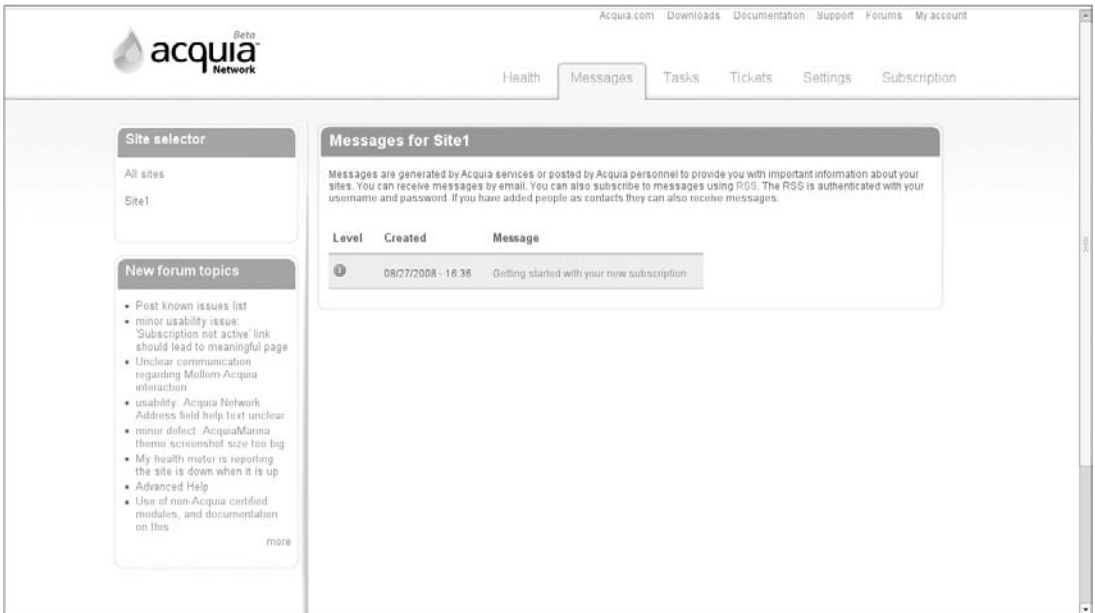 Acquia.com Downloads Documentation Support Forums My account
Beta
acquia
Network
Health Messages Tasks Tickets Settings Subscription
Site selector
All sites
Site1
New forum topics
Post known issues list
minor usability issue:
'Subscription not active' link
should lead to meaningful page
Unclear communication
regarding Mollom-Acquia
interaction
usability: Acquia Network
Address field help text unclear
minor defect: AcquiaMarina
theme screenshot size too big
My health meter is reporting
the site is down when it is up
Advanced Help
Use of non-Acquia certified
modules, and documentation
on this
more
Messages for Site1
Messages are generated by Acquia services or posted by Acquia personnel to provide you with important information about your
sites. You can receive messages by email. You can also subscribe to messages using RSS. The RSS is authenticated with your
username and password. If you have added people as contacts they can also receive messages.
Level Created Message
08/27/2008 - 16:36 Getting started with your new subscription